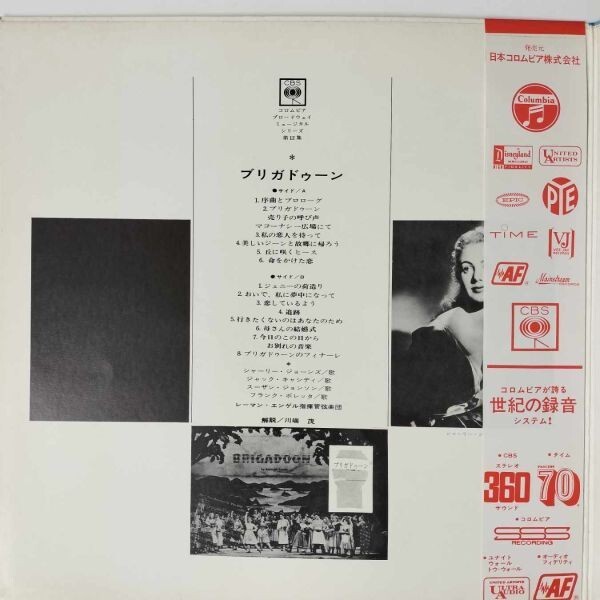 CBS
コロムビア
ブロードウェイ
ミュージカル
シリーズ
第12集
*
ブリガドゥーン
●サイド/A
1.序曲とプロローグ
2.ブリガドゥーン
売り子の呼び声
マコーナシー広場にて
3.私の恋人を待って
4.美しいジーンと故郷に帰ろう
5.丘に咲くヒース
6.命をかけた恋
●サイド/B
1.ジェニーの荷造り
2.おいで、私に夢中になって
3.恋しているよう
4.追跡
5.行きたくないのはあなたのため
6.母さんの結婚式
7.今日のこの日から
お別れの音楽
8.ブリガドゥーンのフィナーレ
*
シャーリー・ジョーンズ/歌
ジャック・キャシディ/歌
スーザン・ジョンソン/歌
フランク・ポレッタ/歌
レーマン・エンゲル指揮管弦楽団
解説/川端 茂
BRIGADOON
ブリガドゥーン
発売元
日本コロムビア株式会社
Columbia
Disneyland
UNITED ARTISTS
EPIC
PYE
TIME
VJ
AF
Mainstream
CBS
コロムビアが誇る
世紀の録音
システム!
●CBS
ステレオ
360
サウンド
●タイム
70
●コロムビア
SSS
RECORDING
●ユナイト
ウォール
トゥ・ウォール
UNITED ARTISTS
ULTRA AUDIO
●オーディオ
フィデリティ
AF